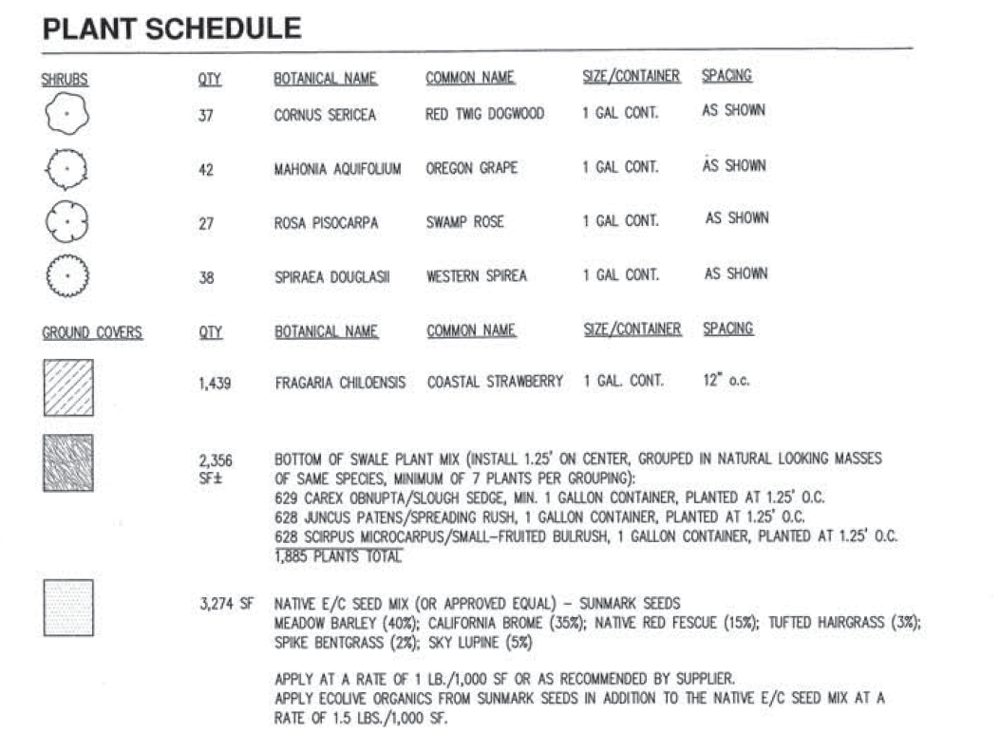 PLANT SCHEDULE
SHRUBS QTY BOTANICAL NAME COMMON NAME SIZE/CONTAINER SPACING
37 CORNUS SERICEA RED TWIG DOGWOOD 1 GAL CONT. AS SHOWN
42 MAHONIA AQUIFOLIUM OREGON GRAPE 1 GAL CONT. AS SHOWN
27 ROSA PISOCARPA SWAMP ROSE 1 GAL CONT. AS SHOWN
38 SPIRAEA DOUGLASII WESTERN SPIREA 1 GAL CONT. AS SHOWN
GROUND COVERS QTY BOTANICAL NAME COMMON NAME SIZE/CONTAINER SPACING
1,439 FRAGARIA CHILOENSIS COASTAL STRAWBERRY 1 GAL. CONT. 12" o.c.
2,356 BOTTOM OF SWALE PLANT MIX (INSTALL 1.25' ON CENTER, GROUPED IN NATURAL LOOKING MASSES
SF± OF SAME SPECIES, MINIMUM OF 7 PLANTS PER GROUPING):
629 CAREX OBNUPTA/SLOUGH SEDGE, MIN. 1 GALLON CONTAINER, PLANTED AT 1.25' O.C.
628 JUNCUS PATENS/SPREADING RUSH, 1 GALLON CONTAINER, PLANTED AT 1.25' O.C.
628 SCIRPUS MICROCARPUS/SMALL-FRUITED BULRUSH, 1 GALLON CONTAINER, PLANTED AT 1.25' O.C.
1,885 PLANTS TOTAL
3,274 SF NATIVE E/C SEED MIX (OR APPROVED EQUAL) – SUNMARK SEEDS
MEADOW BARLEY (40%); CALIFORNIA BROME (35%); NATIVE RED FESCUE (15%); TUFTED HAIRGRASS (3%);
SPIKE BENTGRASS (2%); SKY LUPINE (5%)
APPLY AT A RATE OF 1 LB./1,000 SF OR AS RECOMMENDED BY SUPPLIER.
APPLY ECOLIVE ORGANICS FROM SUNMARK SEEDS IN ADDITION TO THE NATIVE E/C SEED MIX AT A
RATE OF 1.5 LBS./1,000 SF.